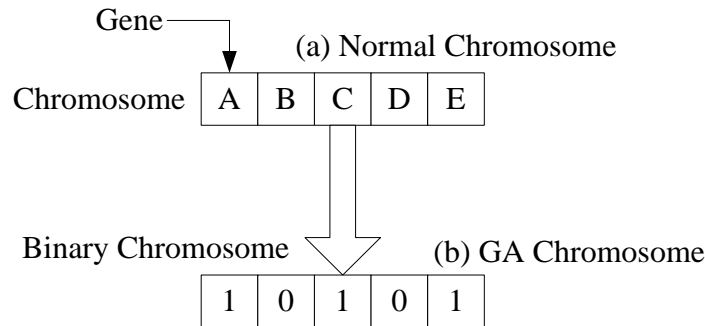 Gene
(a) Normal Chromosome
Chromosome A B C D E
Binary Chromosome (b) GA Chromosome
1 0 1 0 1